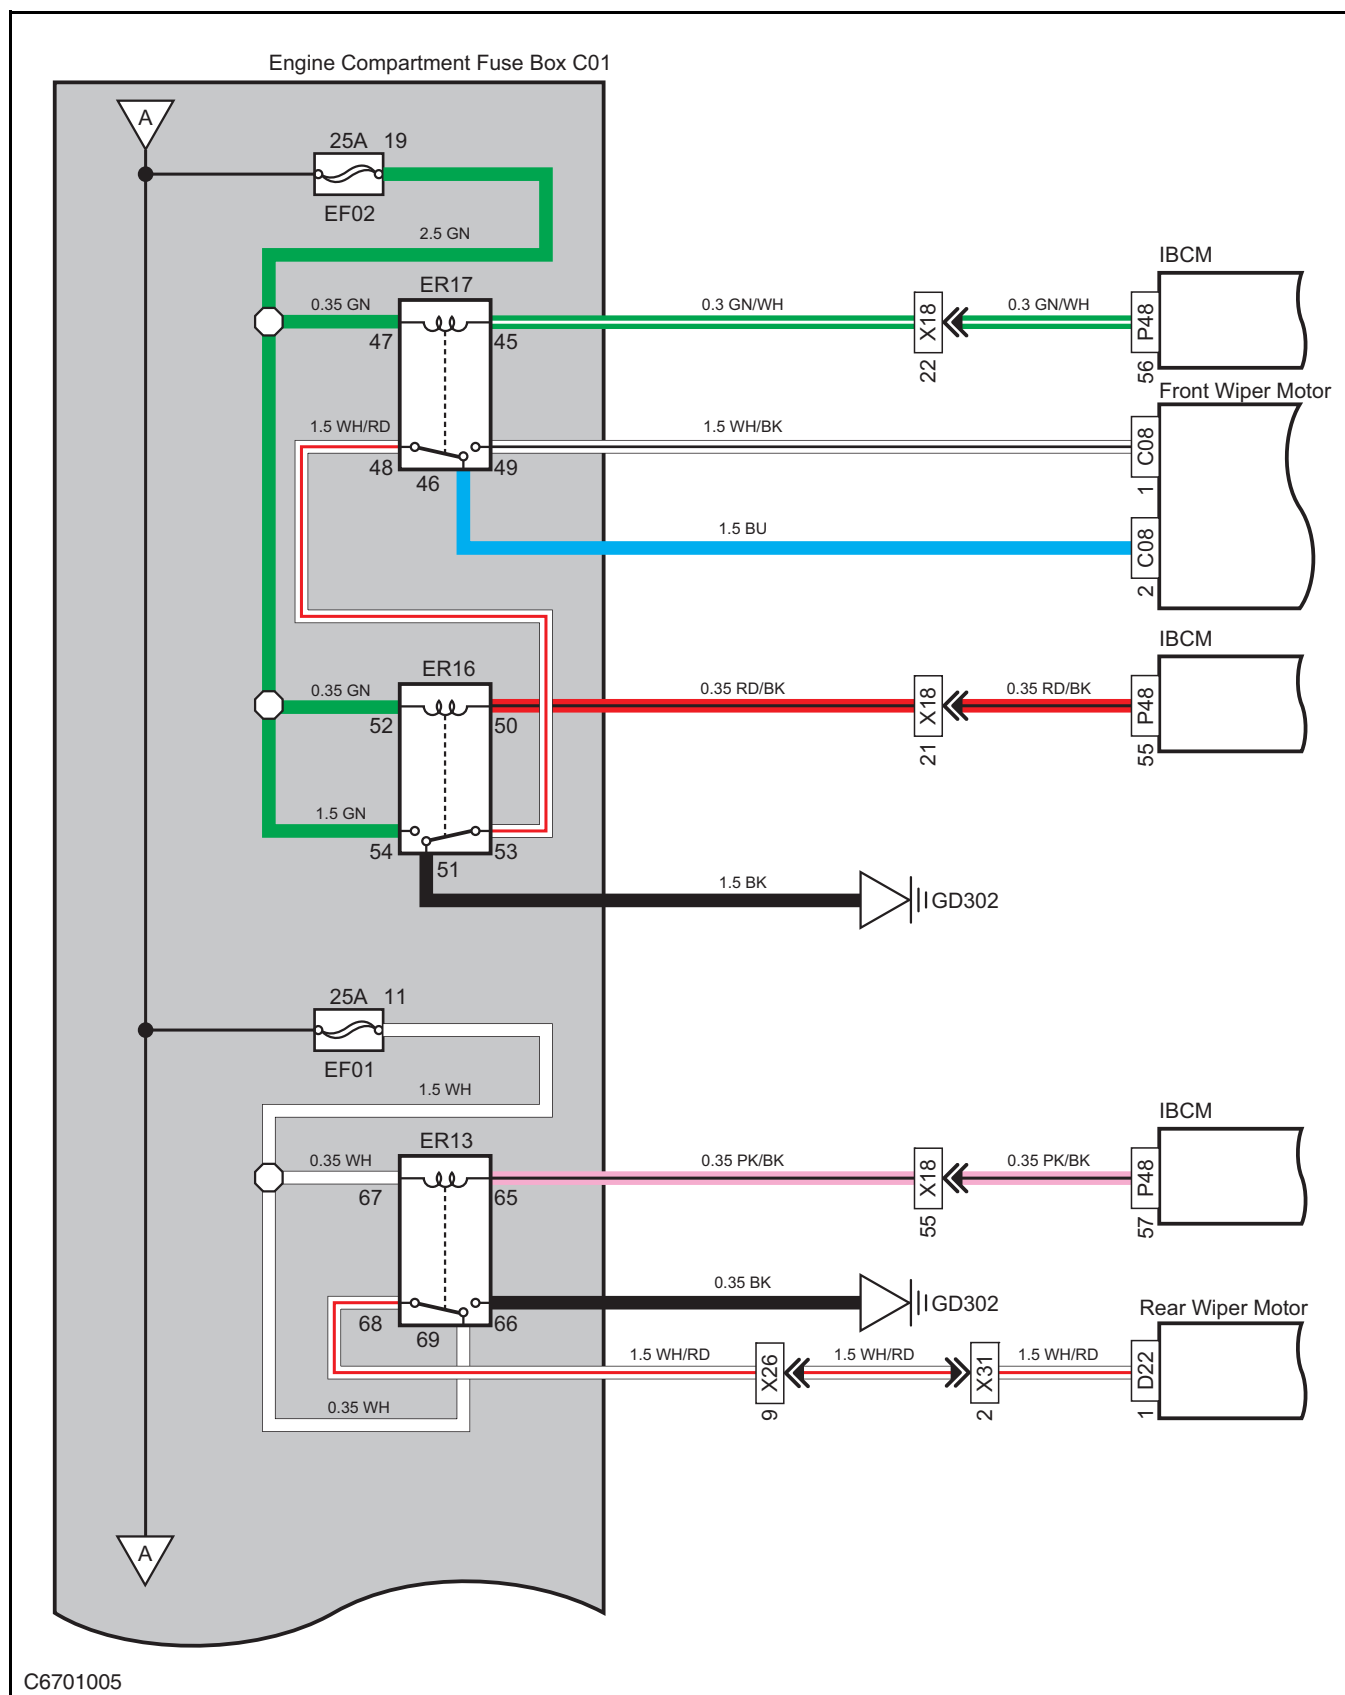 Engine Compartment Fuse Box C01
A
25A 19
EF02
2.5 GN
IBCM
ER17
0.35 GN
0.3 GN/WH
X18
0.3 GN/WH
P48
47
45
22
56
Front Wiper Motor
1.5 WH/RD
1.5 WH/BK
C08
48
46
49
1
1.5 BU
C08
2
IBCM
ER16
0.35 GN
0.35 RD/BK
X18
0.35 RD/BK
P48
52
50
21
55
1.5 GN
54
51
53
1.5 BK
GD302
25A 11
EF01
1.5 WH
IBCM
ER13
0.35 WH
0.35 PK/BK
X18
0.35 PK/BK
P48
67
65
55
57
0.35 BK
GD302
68
69
66
Rear Wiper Motor
1.5 WH/RD
X26
1.5 WH/RD
X31
1.5 WH/RD
D22
9
2
1
0.35 WH
A
C6701005